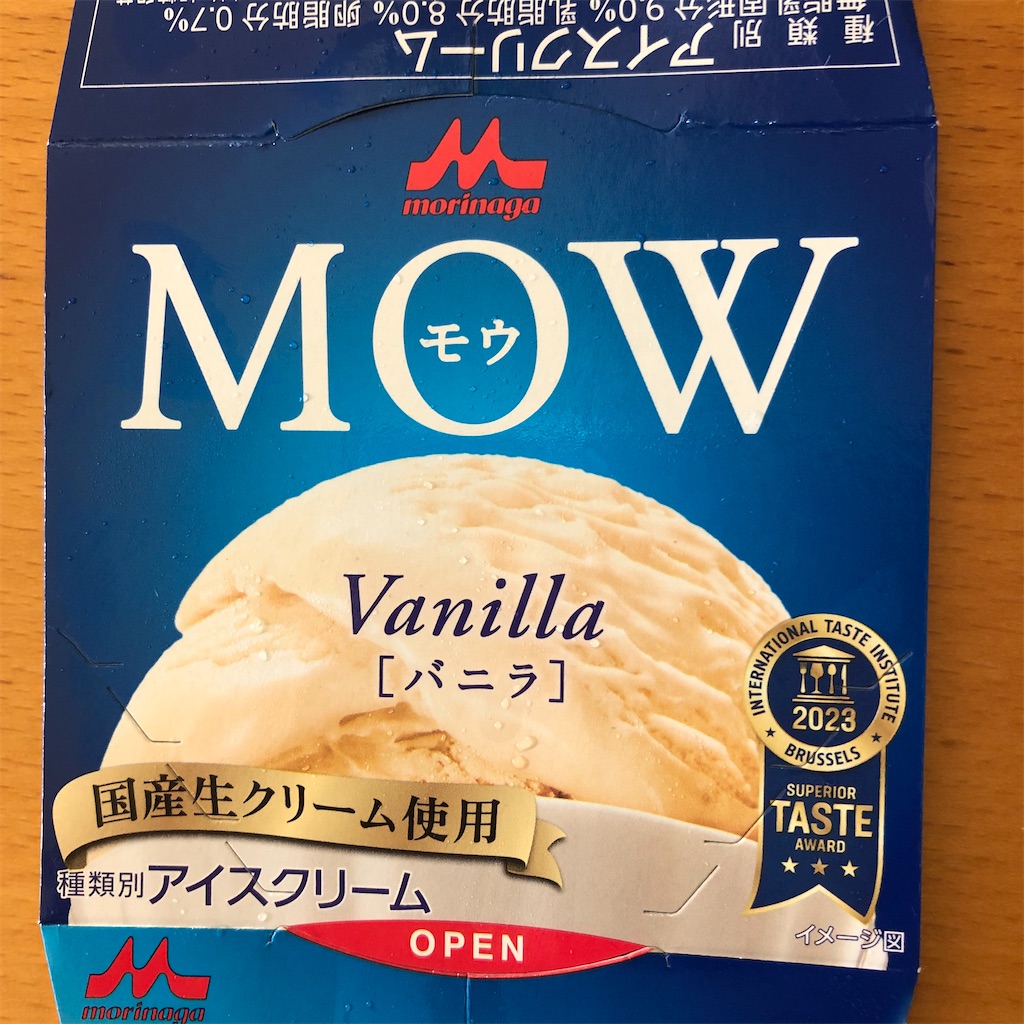 種類別 アイスクリーム
無脂乳固形分 9.0% 乳脂肪分 8.0% 卵脂肪分 0.7%
morinaga
MOW
モウ
Vanilla
[バニラ]
INTERNATIONAL TASTE INSTITUTE
2023
★ BRUSSELS ★
SUPERIOR
TASTE
AWARD
★★★
国産生クリーム使用
種類別アイスクリーム
イメージ図
OPEN
morinaga